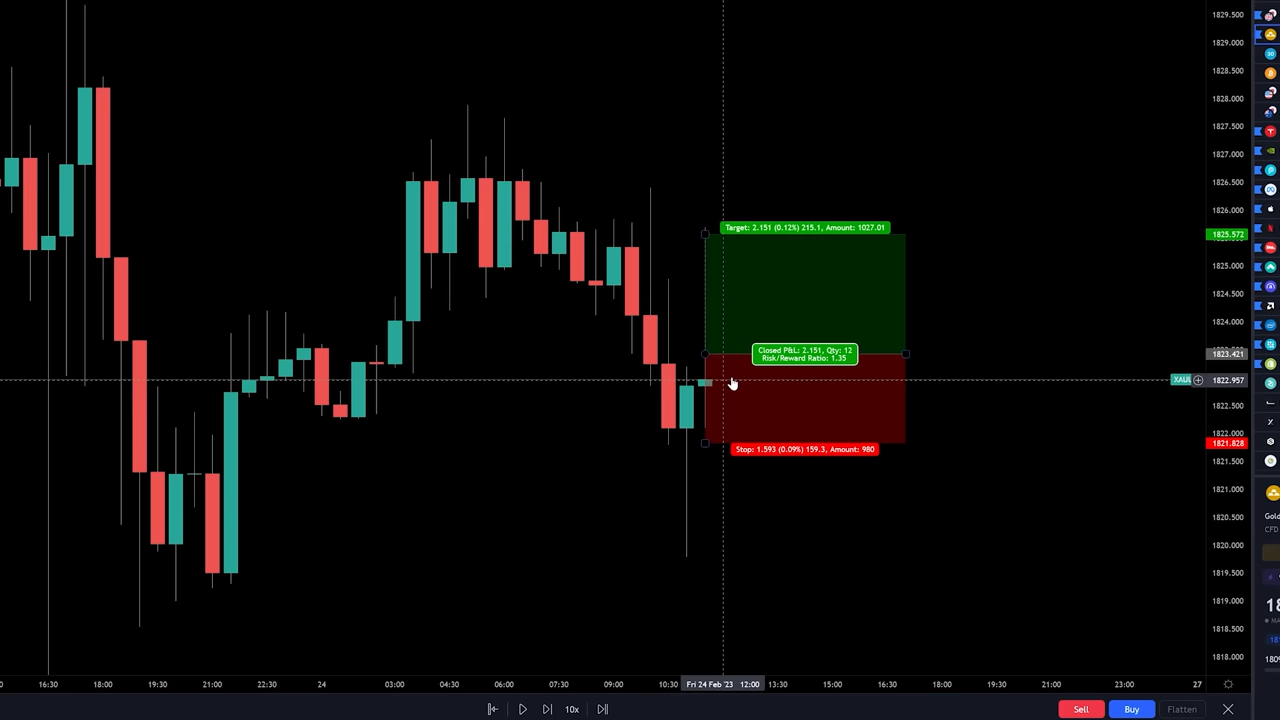 1829.500
1829.000
1828.500
1828.000
1827.500
1827.000
1826.500
1826.000
Target: 2.151 (0.12%) 215.1, Amount: 1027.01
1825.572
1825.000
1824.500
1824.000
Closed P&L: 2.151, Qty: 12
Risk/Reward Ratio: 1.35
1823.421
XAU
1822.957
1822.500
1822.000
Stop: 1.593 (0.09%) 159.3, Amount: 980
1821.828
1821.500
1821.000
1820.500
1820.000
1819.500
1819.000
1818.500
1818.000
Gold
CFD
16:30 18:00 19:30 21:00 22:30 24 03:00 04:30 06:00 07:30 09:00 10:30 Fri 24 Feb '23 12:00 13:30 15:00 16:30 18:00 19:30 21:00 23:00 27
10x
Sell Buy Flatten